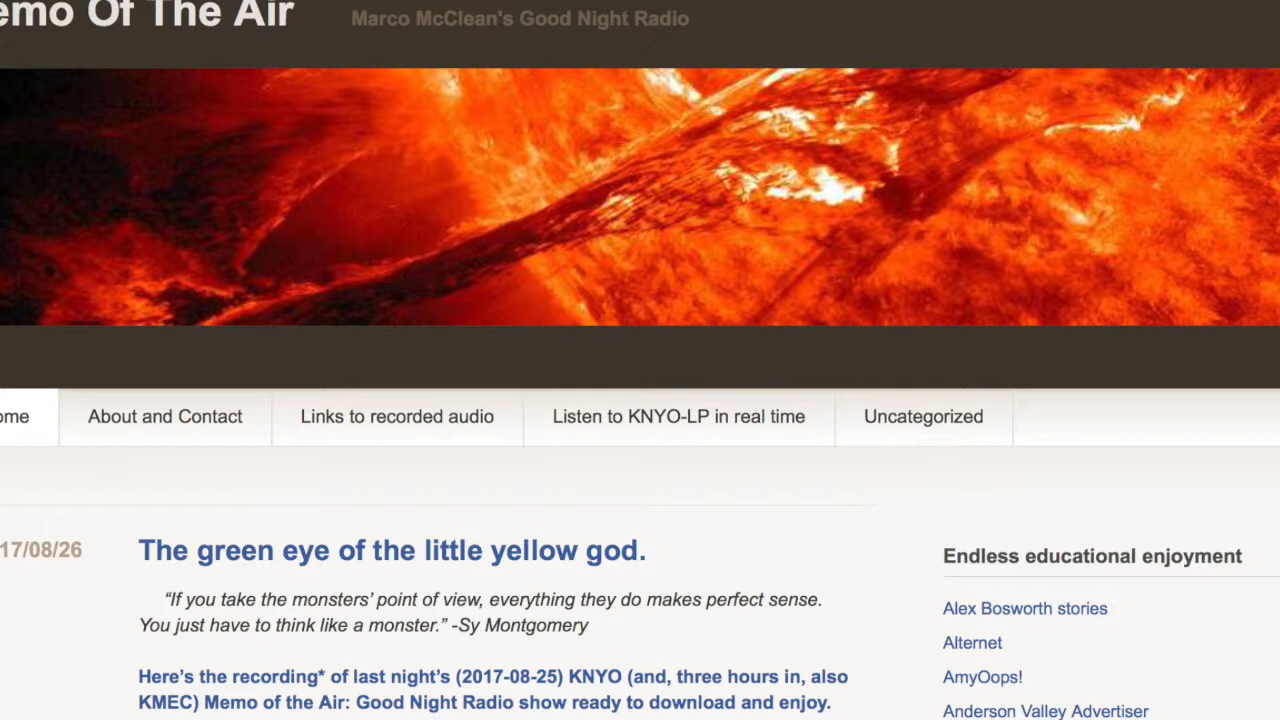 emo Of The Air
Marco McClean's Good Night Radio
ome
About and Contact
Links to recorded audio
Listen to KNYO-LP in real time
Uncategorized
17/08/26
The green eye of the little yellow god.
“If you take the monsters’ point of view, everything they do makes perfect sense.
You just have to think like a monster.” -Sy Montgomery
Here’s the recording* of last night’s (2017-08-25) KNYO (and, three hours in, also
KMEC) Memo of the Air: Good Night Radio show ready to download and enjoy.
Endless educational enjoyment
Alex Bosworth stories
Alternet
AmyOops!
Anderson Valley Advertiser